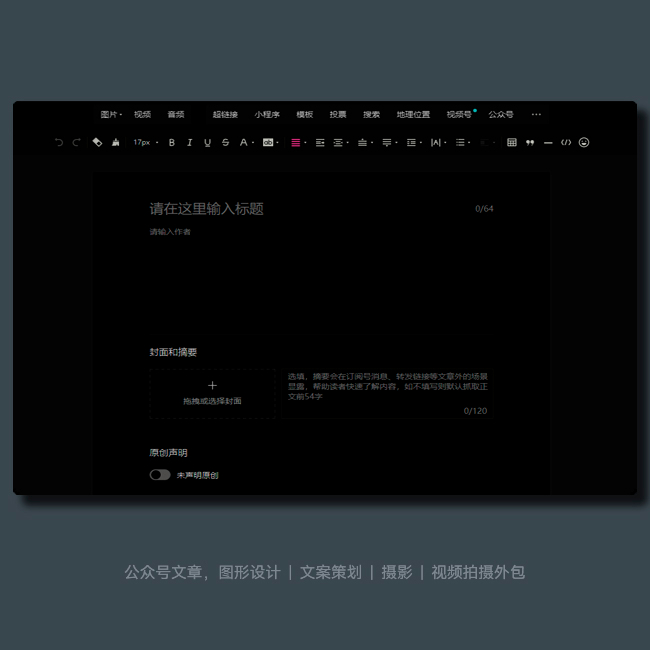 图片 视频 音频 超链接 小程序 模板 投票 搜索 地理位置 视频号 公众号 ···
17px B I U S A
请在这里输入标题 0/64
请输入作者
封面和摘要
选填，摘要会在订阅号消息、转发链接等文章外的场景
显露，帮助读者快速了解内容，如不填写则默认抓取正
文前54字
拖拽或选择封面
0/120
原创声明
未声明原创
公众号文章，图形设计｜文案策划｜摄影｜视频拍摄外包